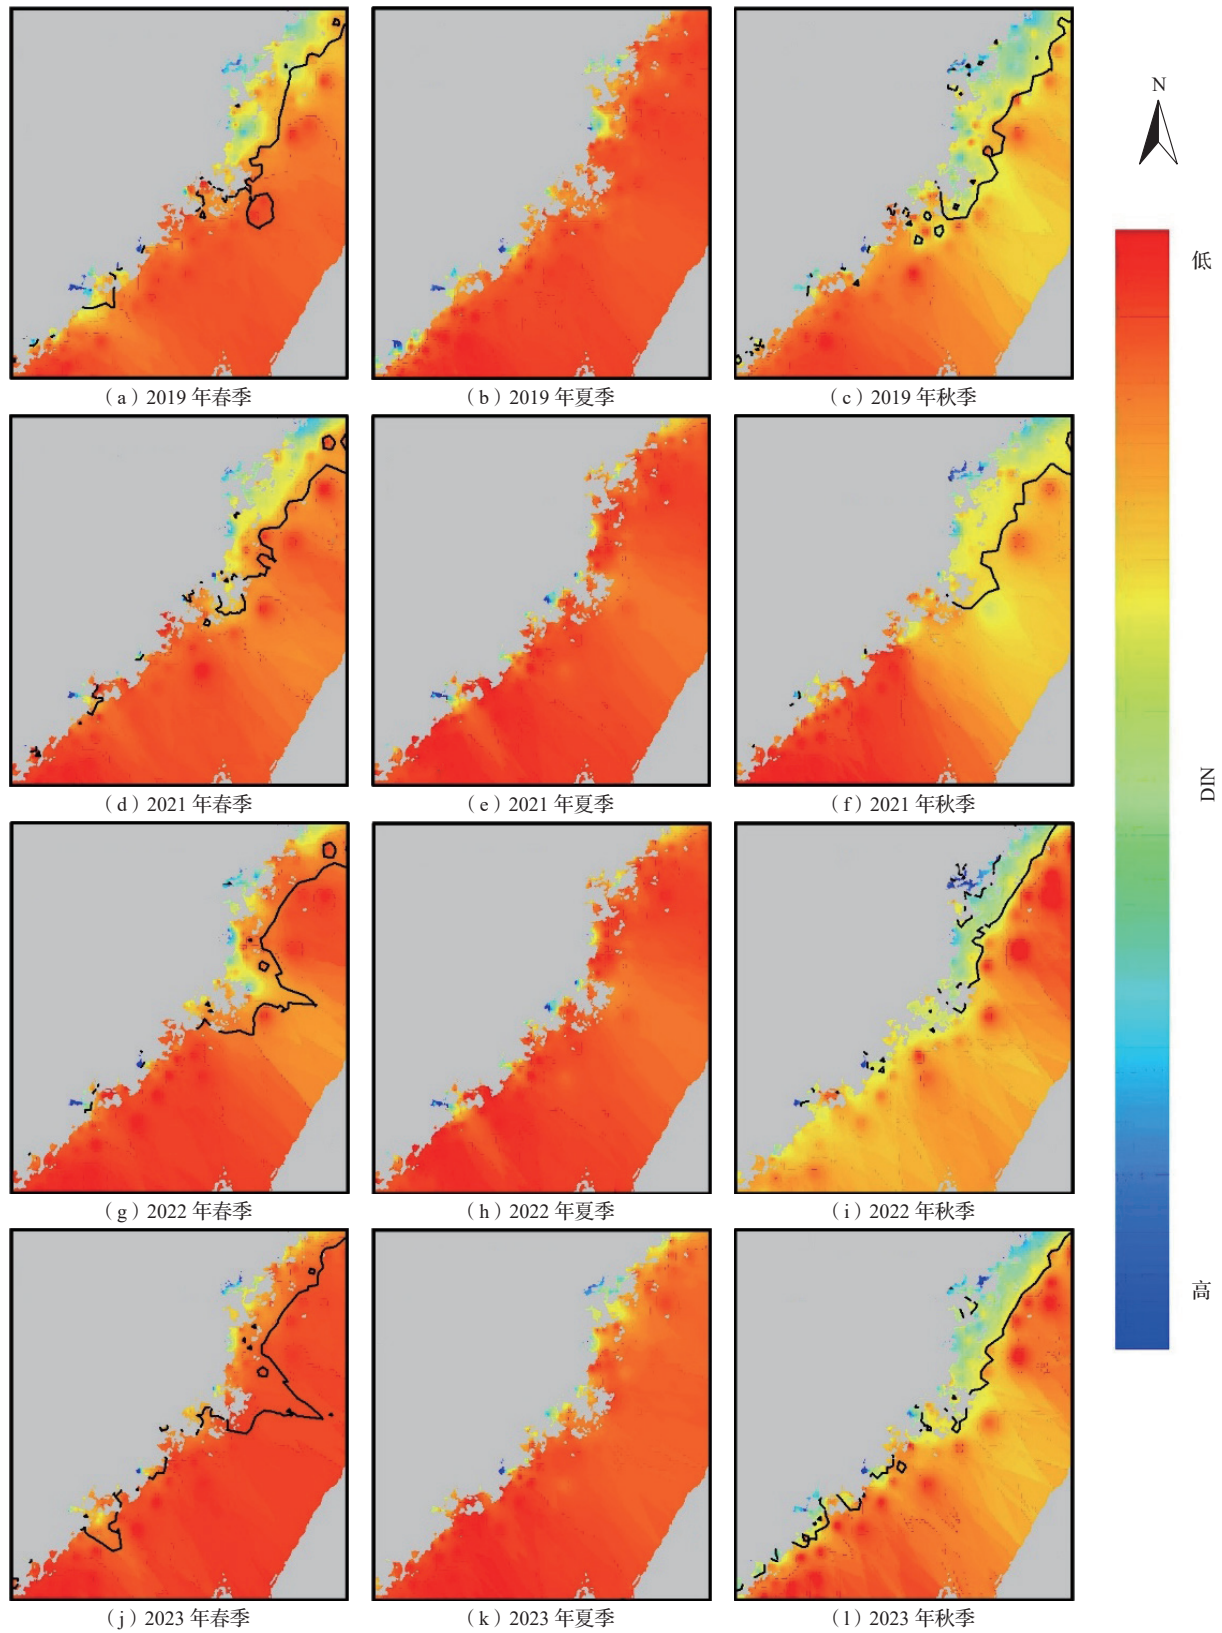 N
低
DIN
高
（a）2019 年春季
（b）2019 年夏季
（c）2019 年秋季
（d）2021 年春季
（e）2021 年夏季
（f）2021 年秋季
（g）2022 年春季
（h）2022 年夏季
（i）2022 年秋季
（j）2023 年春季
（k）2023 年夏季
（l）2023 年秋季